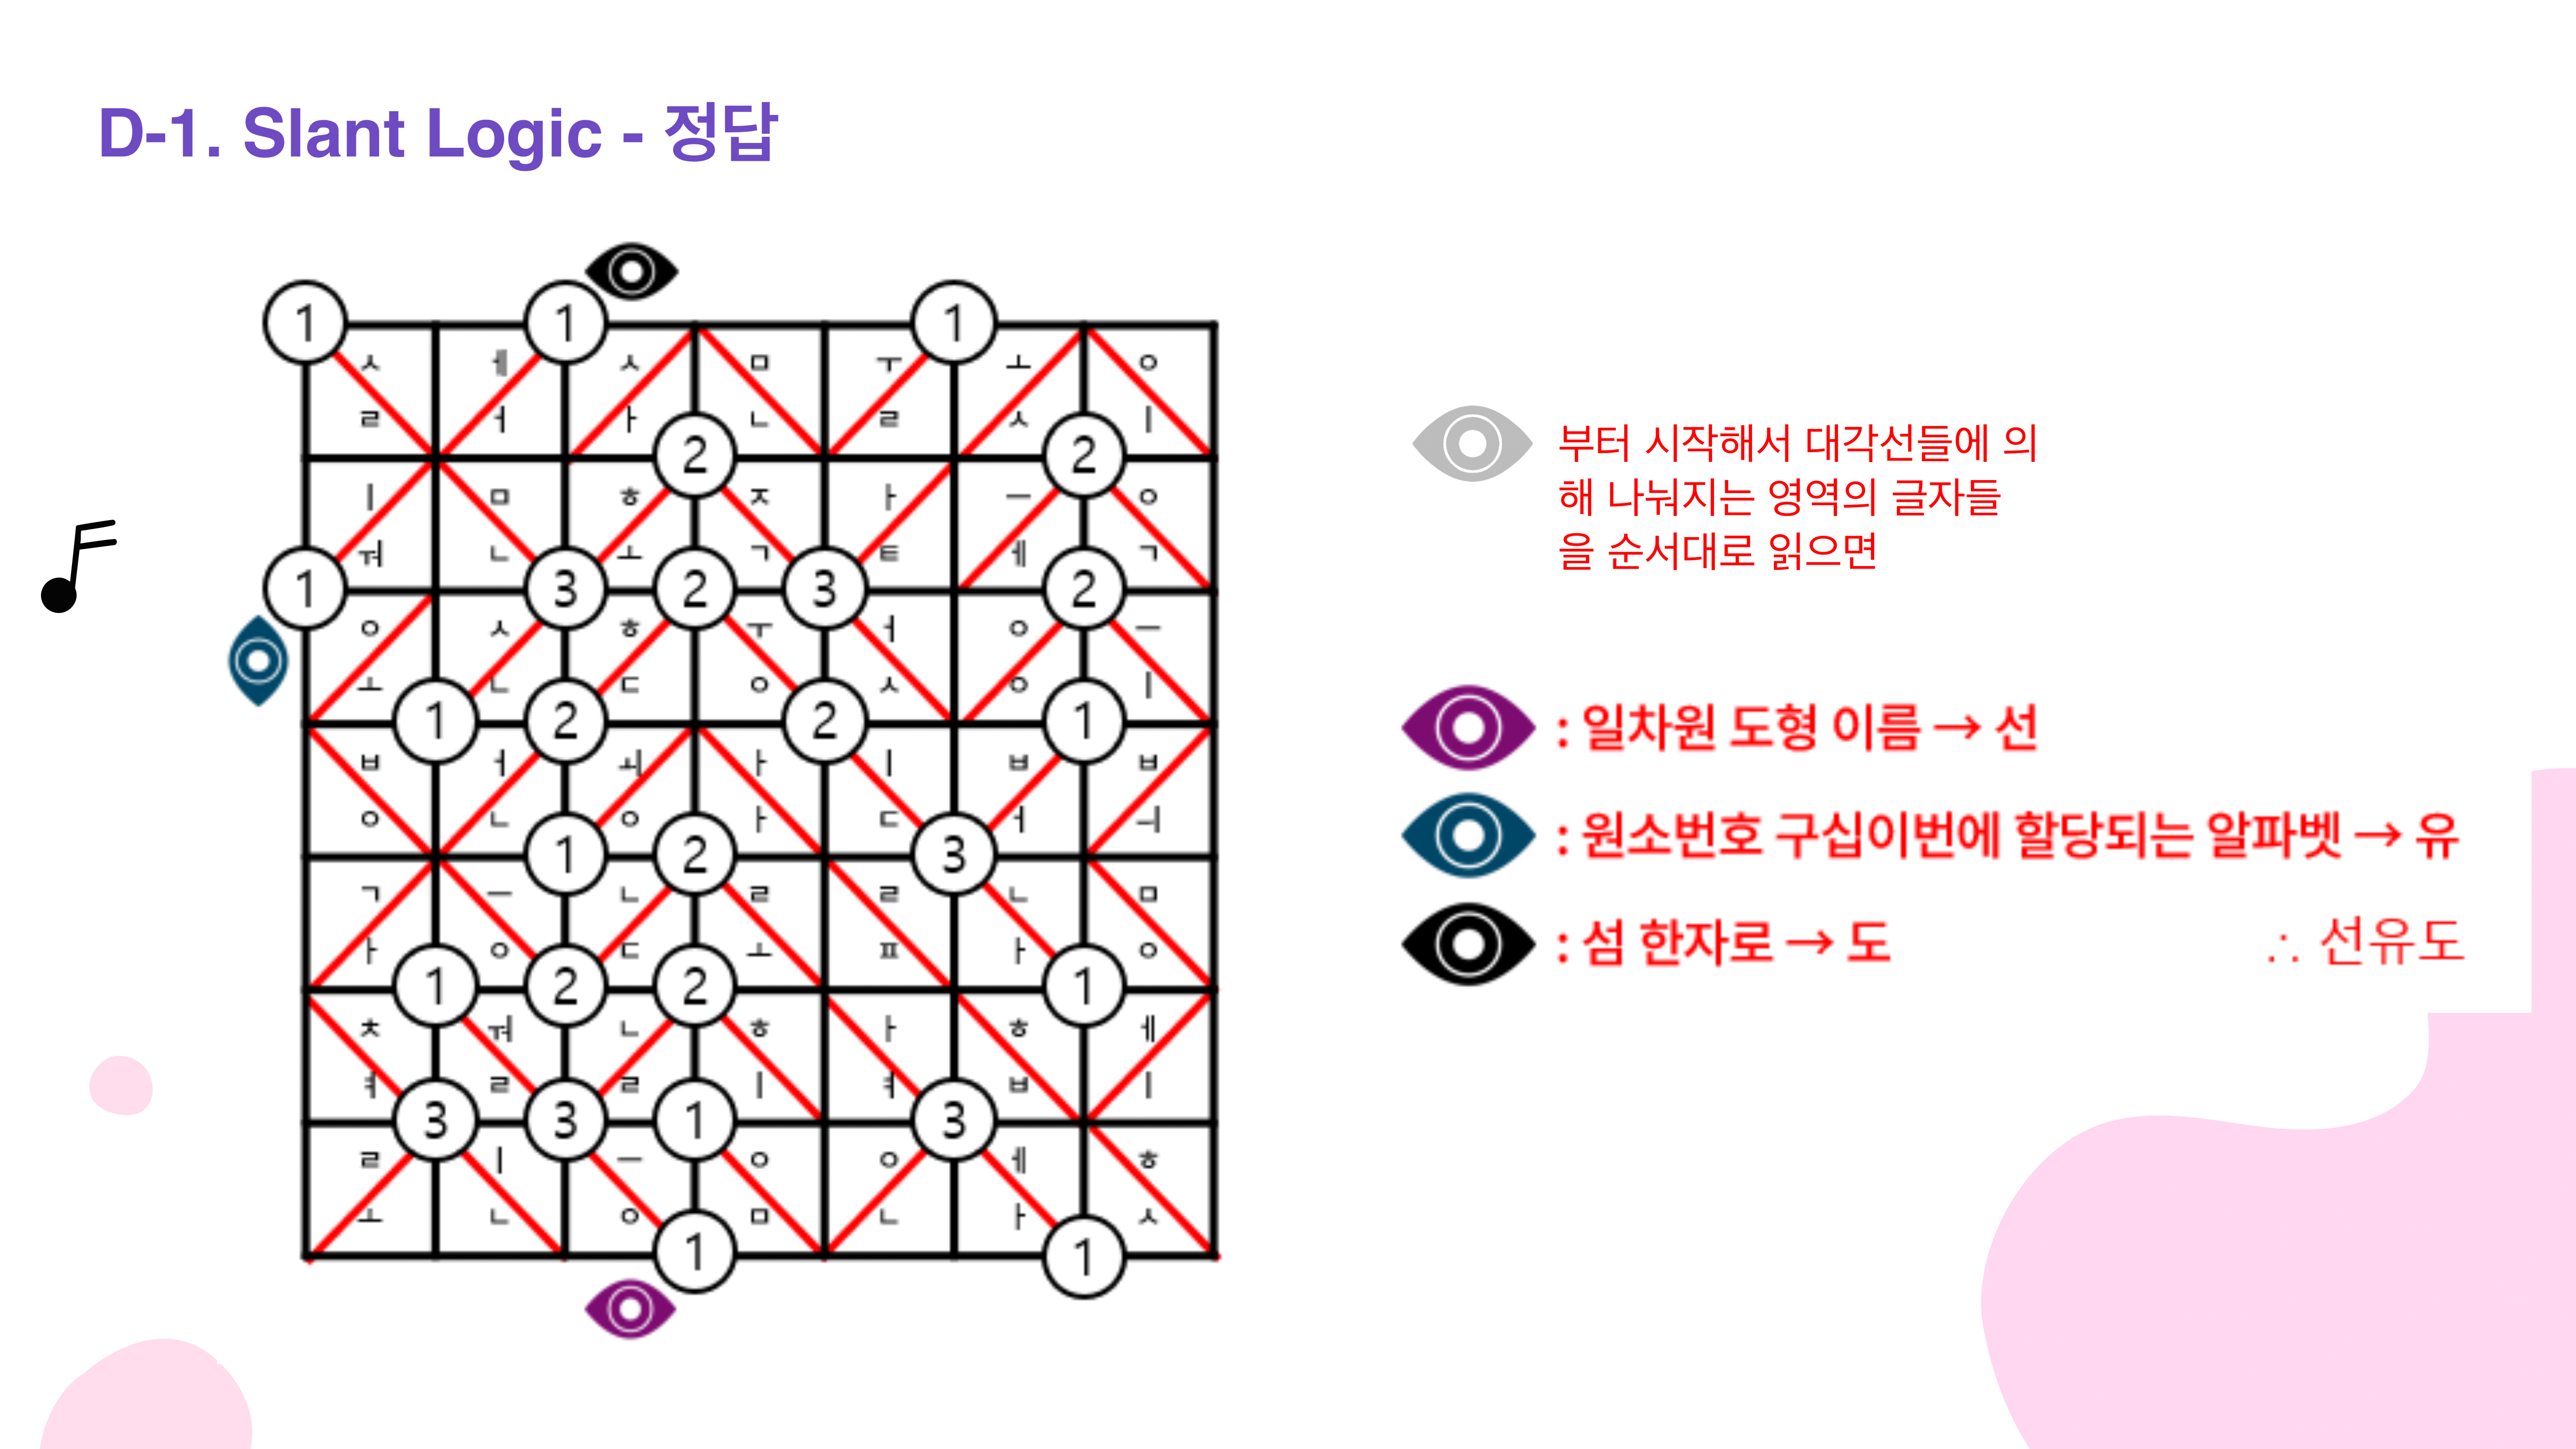 D-1. Slant Logic - 정답
1 1 1
ㅅ ㅔ ㅅ ㅁ ㅜ ㅗ ㅇ
ㄹ ㅓ ㅏ ㄴ ㄹ ㅅ ㅣ
2 2
ㅣ ㅁ ㅎ ㅈ ㅏ ㅡ ㅇ
ㅝ ㄴ ㅗ ㄱ ㅌ ㅔ ㄱ
1 3 2 3 2
ㅇ ㅅ ㅎ ㅜ ㅓ ㅇ ㅡ
ㅗ ㄴ ㄷ ㅇ ㅅ ㅇ ㅣ
1 2 2 1
ㅂ ㅓ ㅚ ㅏ ㅣ ㅂ ㅂ
ㅇ ㄴ ㅇ ㅏ ㄷ ㅓ ㅢ
1 2 3
ㄱ ㅡ ㄴ ㄹ ㄹ ㄴ ㅁ
ㅏ ㅇ ㄷ ㅗ ㅍ ㅏ ㅇ
1 2 2 1
ㅊ ㅝ ㄴ ㅎ ㅏ ㅎ ㅔ
ㅕ ㄹ ㄹ ㅣ ㅕ ㅂ ㅣ
3 3 1 3
ㄹ ㅣ ㅡ ㅇ ㅇ ㅔ ㅎ
ㅗ ㄴ ㅇ ㅁ ㄴ ㅏ ㅅ
1 1
부터 시작해서 대각선들에 의
해 나눠지는 영역의 글자들
을 순서대로 읽으면
: 일차원 도형 이름 → 선
: 원소번호 구십이번에 할당되는 알파벳 → 유
: 섬 한자로 → 도
∴ 선유도